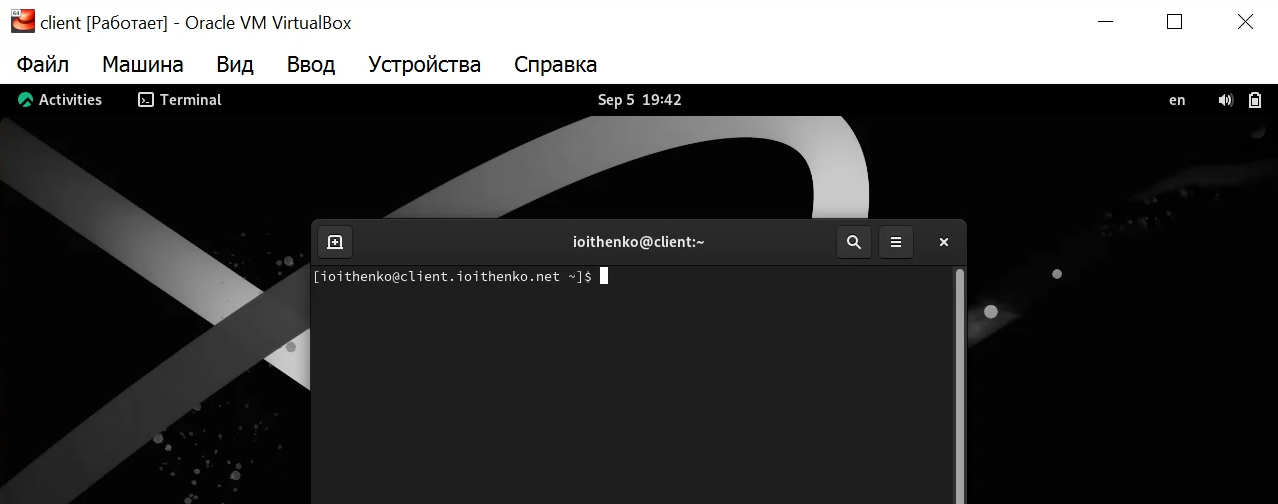 client [Работает] - Oracle VM VirtualBox
Файл Машина Вид Ввод Устройства Справка
Activities Terminal Sep 5 19:42 en
ioithenko@client:~
[ioithenko@client.ioithenko.net ~]$